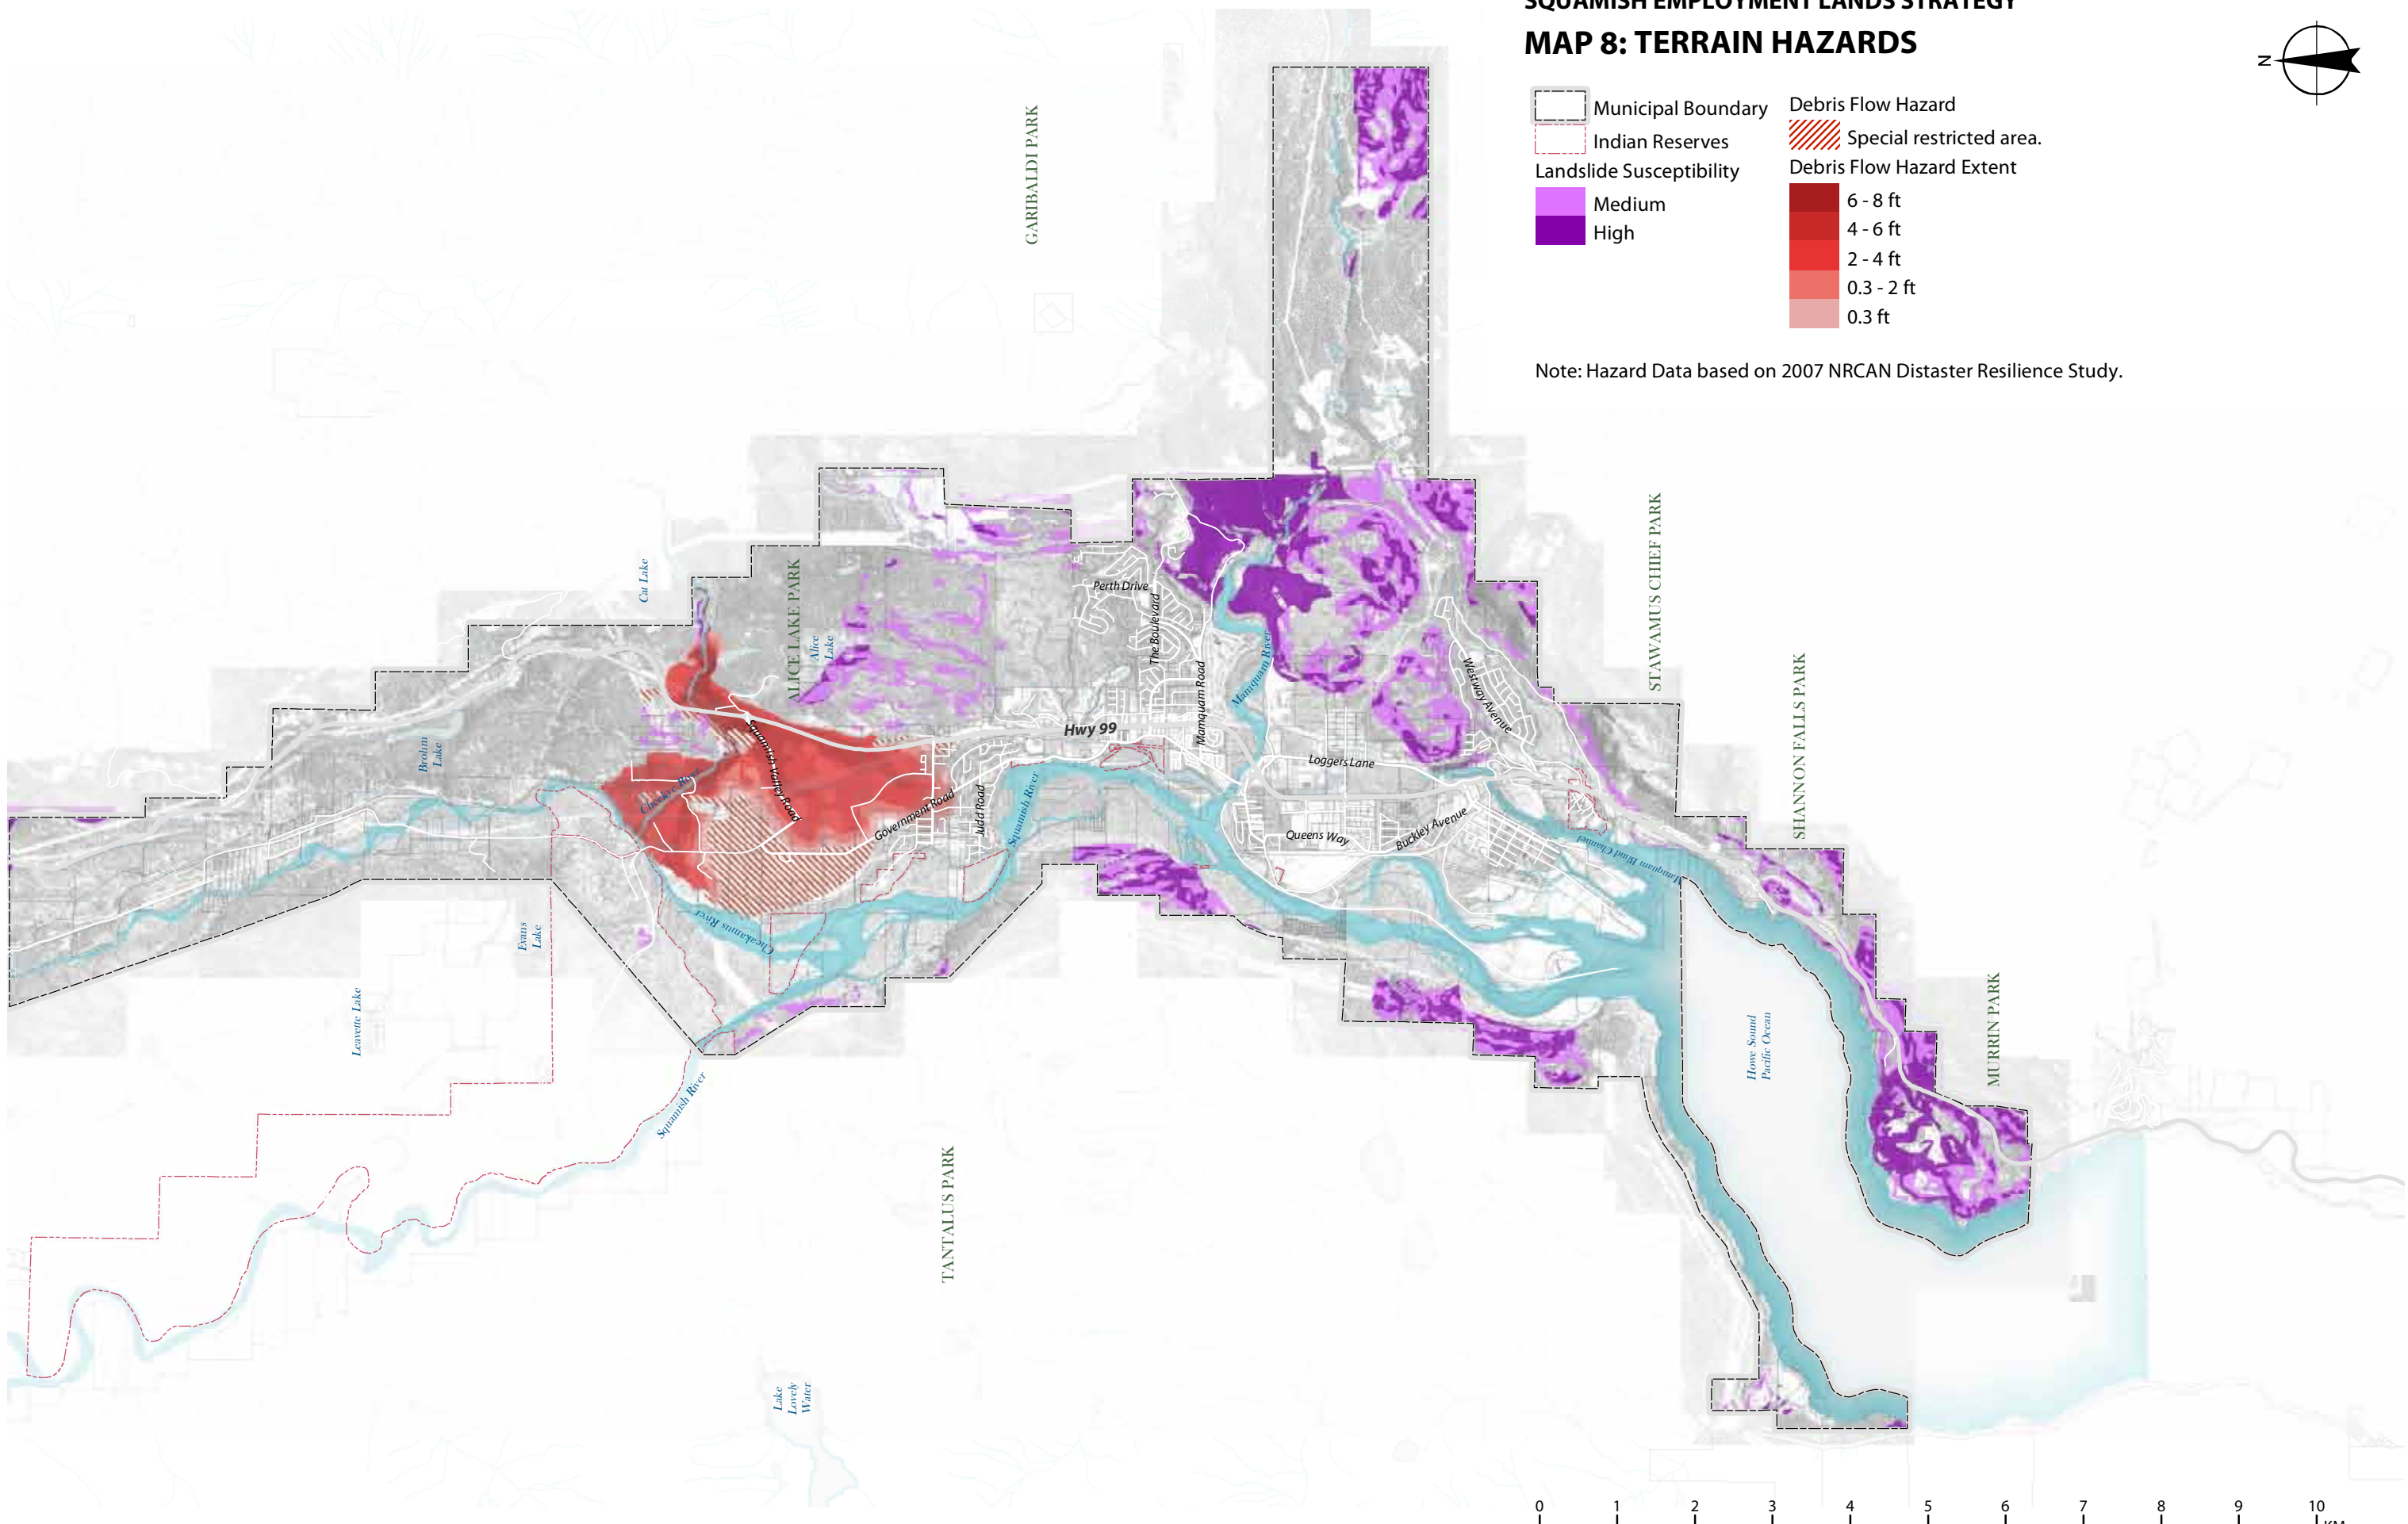 SQUAMISH EMPLOYMENT LANDS STRATEGY
MAP 8: TERRAIN HAZARDS
N
Municipal Boundary
Indian Reserves
Landslide Susceptibility
Medium
High
Debris Flow Hazard
Special restricted area.
Debris Flow Hazard Extent
6 - 8 ft
4 - 6 ft
2 - 4 ft
0.3 - 2 ft
0.3 ft
Note: Hazard Data based on 2007 NRCAN Distaster Resilience Study.
GARIBALDI PARK
STAWAMUS CHIEF PARK
SHANNON FALLS PARK
MURRIN PARK
ALICE LAKE PARK
TANTALUS PARK
Cat Lake
Alice
Lake
Brohm
Lake
Evans
Lake
Levette Lake
Lake
Lovely
Water
Perth Drive
The Boulevard
Mamquam Road
Mamquam River
Hwy 99
Squamish Valley Road
Cheekye River
Government Road
Judd Road
Squamish River
Cheakamus River
Squamish River
Loggers Lane
Queens Way
Buckley Avenue
Westway Avenue
Mamquam Blind Channel
Howe Sound
Pacific Ocean
0 1 2 3 4 5 6 7 8 9 10
KM